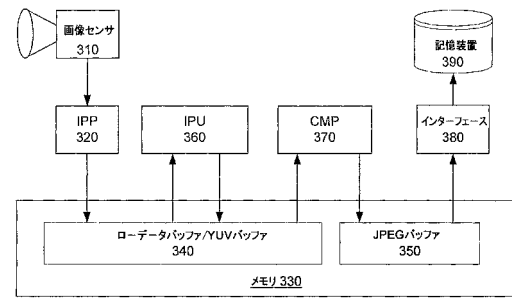 画像センサ
310
記憶装置
390
IPP
320
IPU
360
CMP
370
インターフェース
380
ローデータバッファ/YUVバッファ
340
JPEGバッファ
350
メモリ 330